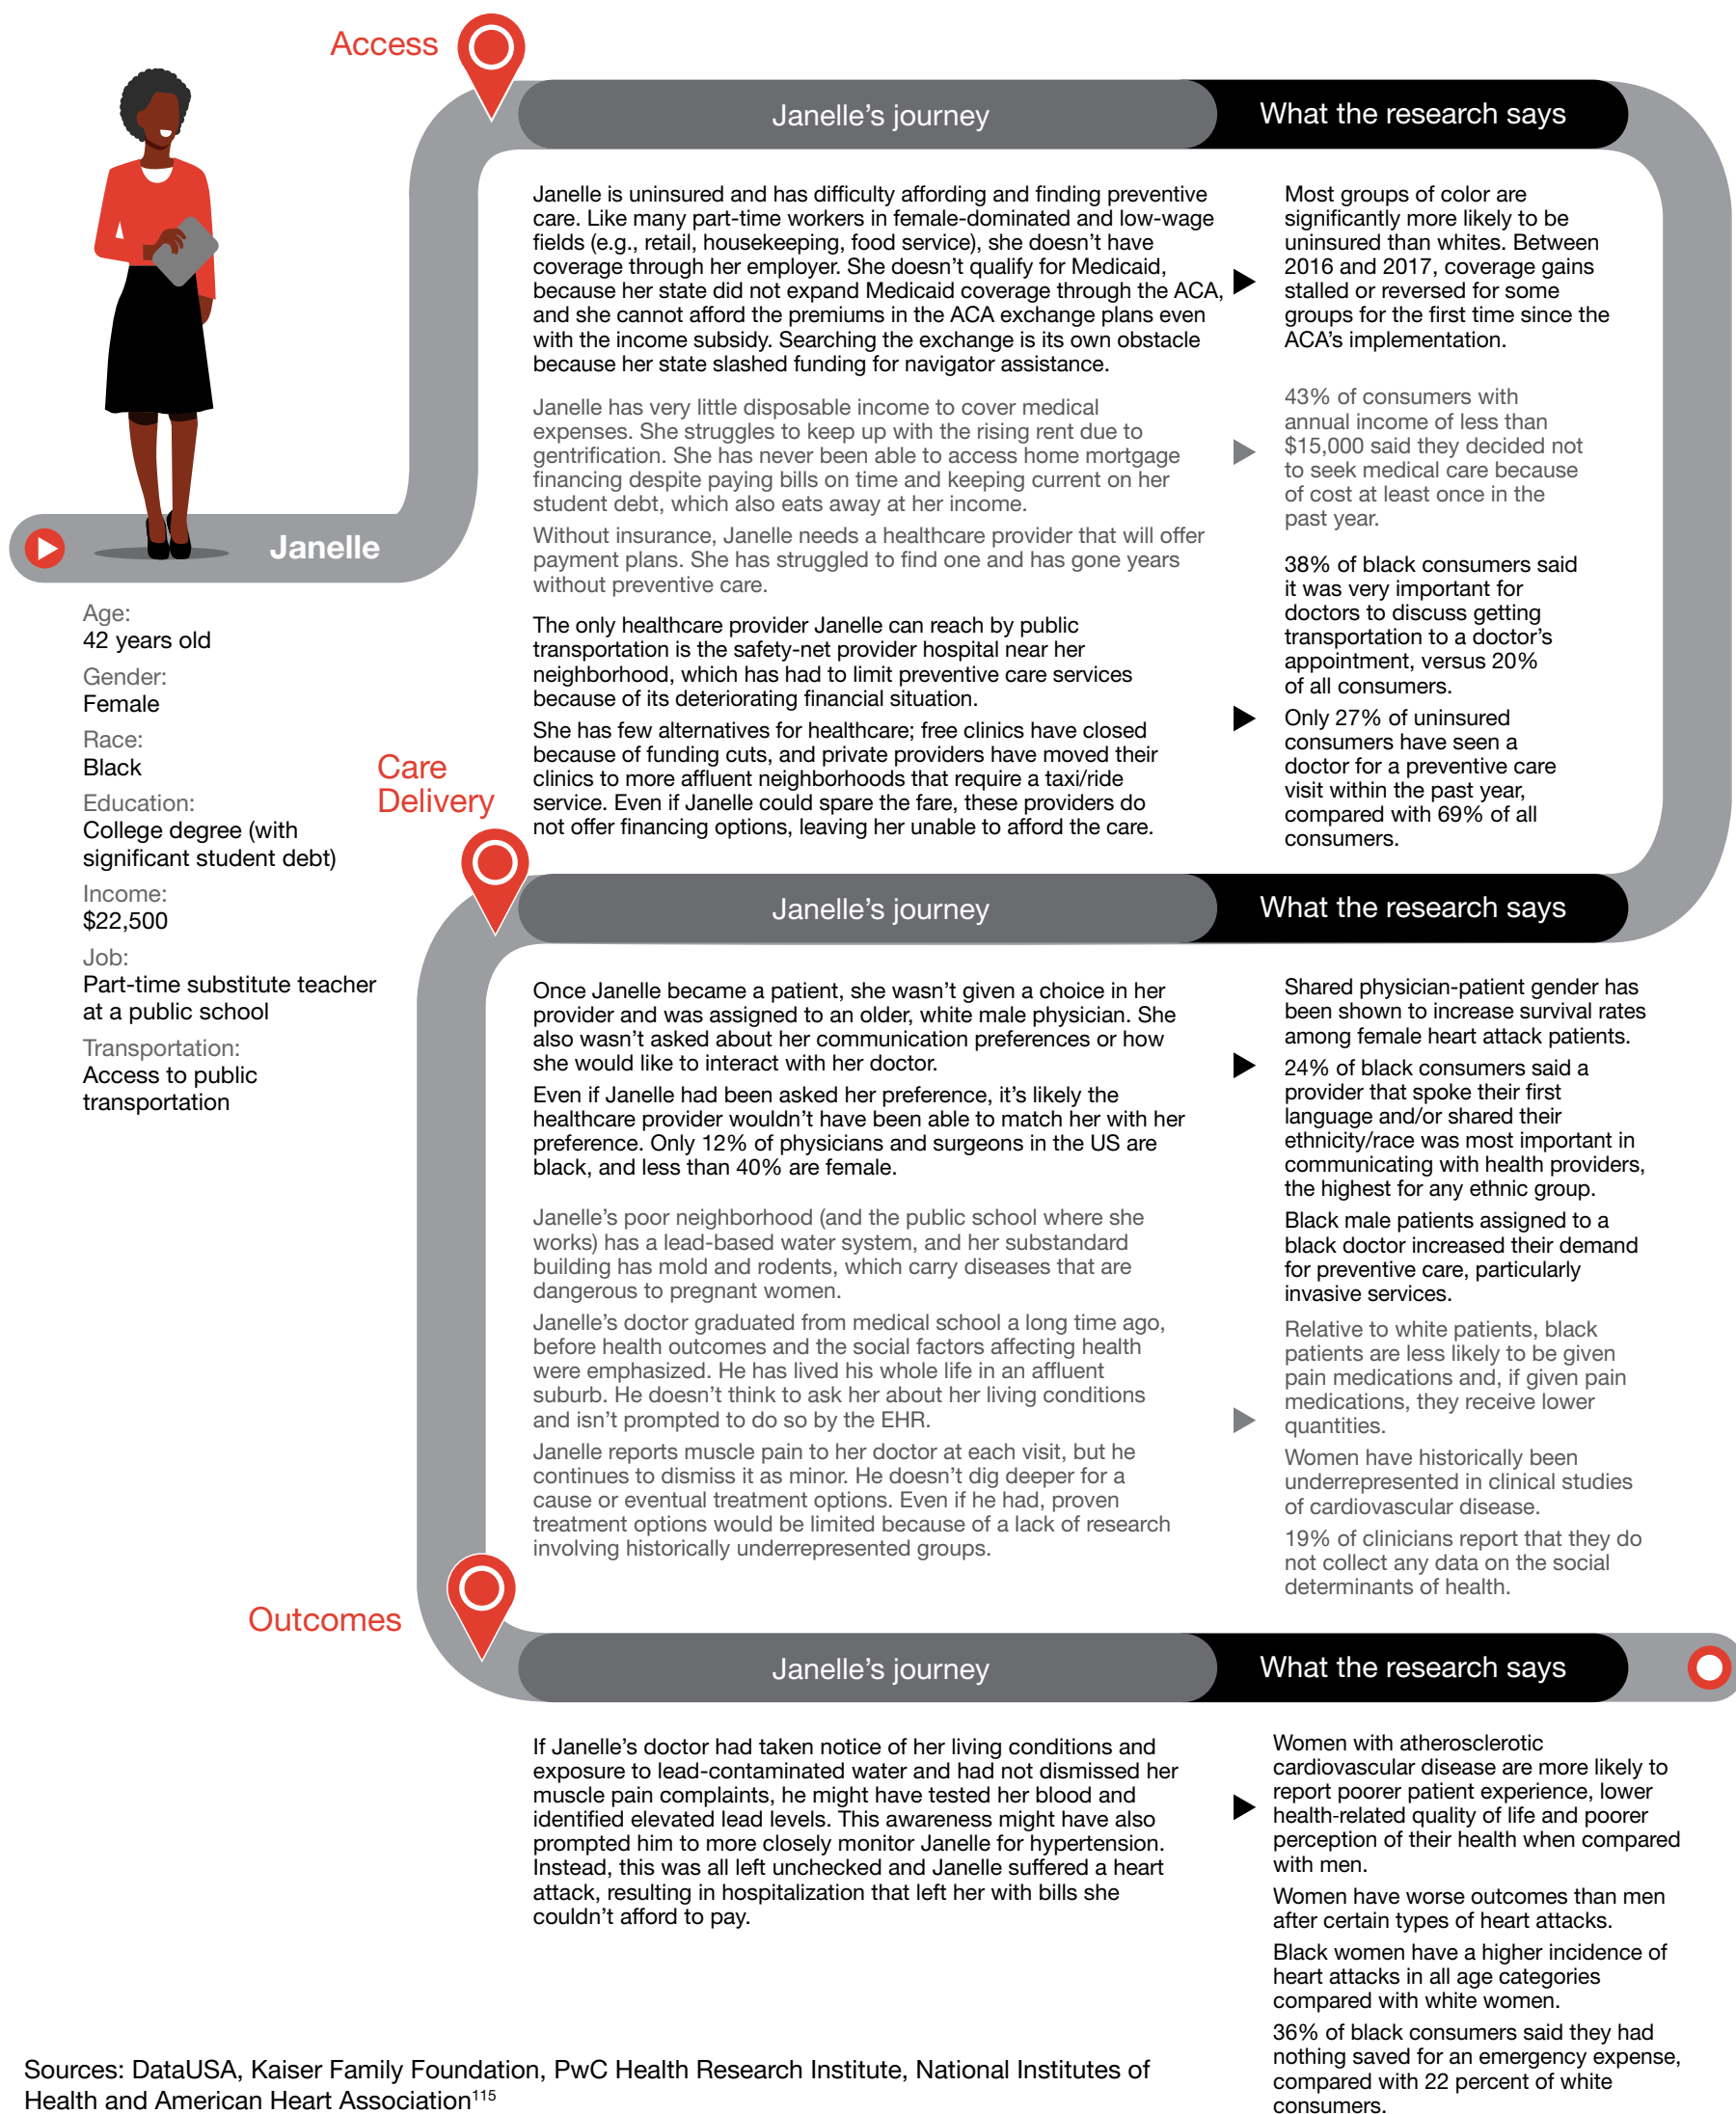 Access
Janelle’s journey
What the research says
Janelle is uninsured and has difficulty affording and finding preventive
care. Like many part-time workers in female-dominated and low-wage
fields (e.g., retail, housekeeping, food service), she doesn’t have
coverage through her employer. She doesn’t qualify for Medicaid,
because her state did not expand Medicaid coverage through the ACA,
and she cannot afford the premiums in the ACA exchange plans even
with the income subsidy. Searching the exchange is its own obstacle
because her state slashed funding for navigator assistance.
Most groups of color are
significantly more likely to be
uninsured than whites. Between
2016 and 2017, coverage gains
stalled or reversed for some
groups for the first time since the
ACA’s implementation.
Janelle has very little disposable income to cover medical
expenses. She struggles to keep up with the rising rent due to
gentrification. She has never been able to access home mortgage
financing despite paying bills on time and keeping current on her
student debt, which also eats away at her income.
Without insurance, Janelle needs a healthcare provider that will offer
payment plans. She has struggled to find one and has gone years
without preventive care.
43% of consumers with
annual income of less than
$15,000 said they decided not
to seek medical care because
of cost at least once in the
past year.
The only healthcare provider Janelle can reach by public
transportation is the safety-net provider hospital near her
neighborhood, which has had to limit preventive care services
because of its deteriorating financial situation.
She has few alternatives for healthcare; free clinics have closed
because of funding cuts, and private providers have moved their
clinics to more affluent neighborhoods that require a taxi/ride
service. Even if Janelle could spare the fare, these providers do
not offer financing options, leaving her unable to afford the care.
38% of black consumers said
it was very important for
doctors to discuss getting
transportation to a doctor’s
appointment, versus 20%
of all consumers.
Only 27% of uninsured
consumers have seen a
doctor for a preventive care
visit within the past year,
compared with 69% of all
consumers.
Janelle
Age:
42 years old
Gender:
Female
Race:
Black
Education:
College degree (with
significant student debt)
Income:
$22,500
Job:
Part-time substitute teacher
at a public school
Transportation:
Access to public
transportation
Care
Delivery
Janelle’s journey
What the research says
Once Janelle became a patient, she wasn’t given a choice in her
provider and was assigned to an older, white male physician. She
also wasn’t asked about her communication preferences or how
she would like to interact with her doctor.
Even if Janelle had been asked her preference, it’s likely the
healthcare provider wouldn’t have been able to match her with her
preference. Only 12% of physicians and surgeons in the US are
black, and less than 40% are female.
Shared physician-patient gender has
been shown to increase survival rates
among female heart attack patients.
24% of black consumers said a
provider that spoke their first
language and/or shared their
ethnicity/race was most important in
communicating with health providers,
the highest for any ethnic group.
Black male patients assigned to a
black doctor increased their demand
for preventive care, particularly
invasive services.
Janelle’s poor neighborhood (and the public school where she
works) has a lead-based water system, and her substandard
building has mold and rodents, which carry diseases that are
dangerous to pregnant women.
Janelle’s doctor graduated from medical school a long time ago,
before health outcomes and the social factors affecting health
were emphasized. He has lived his whole life in an affluent
suburb. He doesn’t think to ask her about her living conditions
and isn’t prompted to do so by the EHR.
Janelle reports muscle pain to her doctor at each visit, but he
continues to dismiss it as minor. He doesn’t dig deeper for a
cause or eventual treatment options. Even if he had, proven
treatment options would be limited because of a lack of research
involving historically underrepresented groups.
Relative to white patients, black
patients are less likely to be given
pain medications and, if given pain
medications, they receive lower
quantities.
Women have historically been
underrepresented in clinical studies
of cardiovascular disease.
19% of clinicians report that they do
not collect any data on the social
determinants of health.
Outcomes
Janelle’s journey
What the research says
If Janelle’s doctor had taken notice of her living conditions and
exposure to lead-contaminated water and had not dismissed her
muscle pain complaints, he might have tested her blood and
identified elevated lead levels. This awareness might have also
prompted him to more closely monitor Janelle for hypertension.
Instead, this was all left unchecked and Janelle suffered a heart
attack, resulting in hospitalization that left her with bills she
couldn’t afford to pay.
Women with atherosclerotic
cardiovascular disease are more likely to
report poorer patient experience, lower
health-related quality of life and poorer
perception of their health when compared
with men.
Women have worse outcomes than men
after certain types of heart attacks.
Black women have a higher incidence of
heart attacks in all age categories
compared with white women.
36% of black consumers said they had
nothing saved for an emergency expense,
compared with 22 percent of white
consumers.
Sources: DataUSA, Kaiser Family Foundation, PwC Health Research Institute, National Institutes of
Health and American Heart Association¹¹⁵